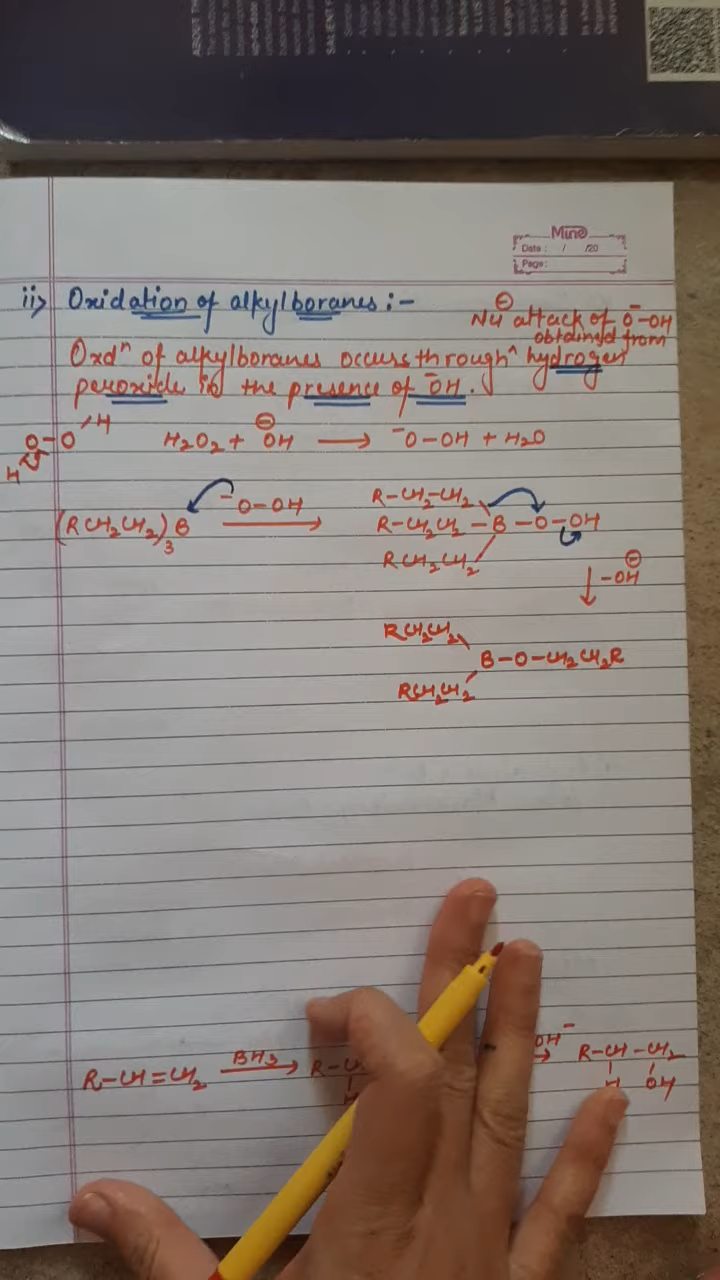 Mine
Date : / /20
Page:
ii> Oxidation of alkylboranes :-
Nu⊖ attack of ⁻O-OH
obtained from
Oxdⁿ of alkylboranes occurs through ^ hydrogen
peroxide in the presence of ⁻OH.
H₂O₂ + ⊖OH ⟶ ⁻O-OH + H₂O
H O-O H
(RCH₂CH₂)₃B ⁻O-OH ⟶
R-CH₂-CH₂
R-CH₂CH₂-B-O-OH
RCH₂CH₂
↓ -OH⊖
RCH₂CH₂
B-O-CH₂CH₂R
RCH₂CH₂
R-CH=CH₂ BH₃ ⟶ R-C OH⁻ → R-CH-CH₂
H H OH